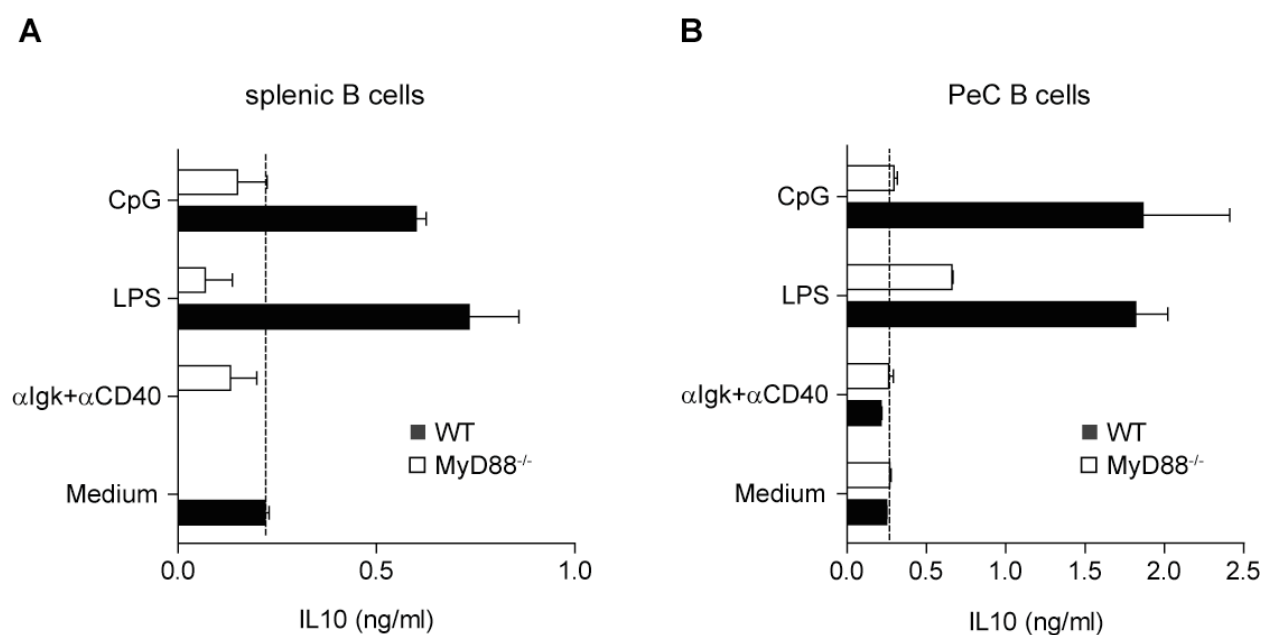 A
splenic B cells
CpG
LPS
αIgk+αCD40
Medium
WT
MyD88-/-
0.0 0.5 1.0
IL10 (ng/ml)
B
PeC B cells
CpG
LPS
αIgk+αCD40
Medium
WT
MyD88-/-
0.0 0.5 1.0 1.5 2.0 2.5
IL10 (ng/ml)